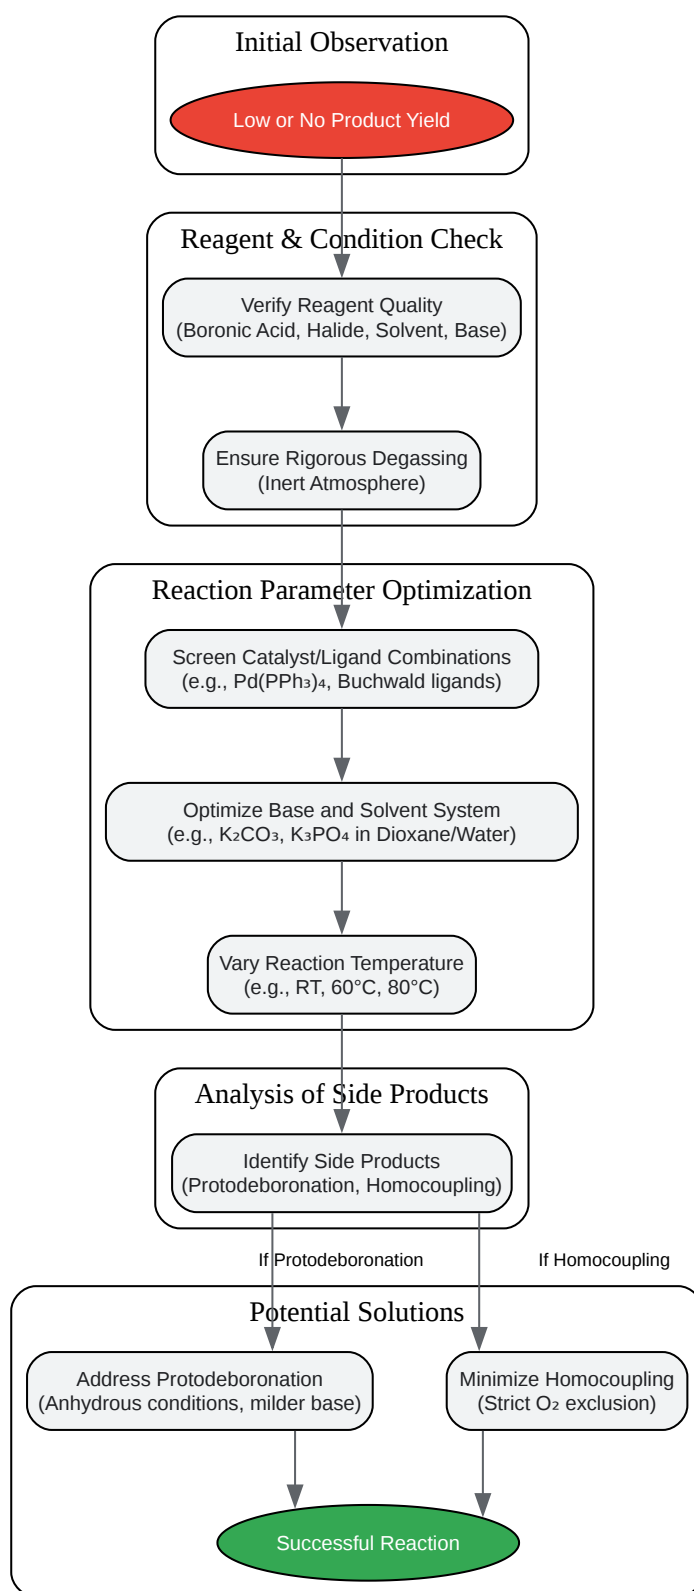 Initial Observation
Low or No Product Yield
Reagent & Condition Check
Verify Reagent Quality
(Boronic Acid, Halide, Solvent, Base)
Ensure Rigorous Degassing
(Inert Atmosphere)
Reaction Parameter Optimization
Screen Catalyst/Ligand Combinations
(e.g., Pd(PPh₃)₄, Buchwald ligands)
Optimize Base and Solvent System
(e.g., K₂CO₃, K₃PO₄ in Dioxane/Water)
Vary Reaction Temperature
(e.g., RT, 60°C, 80°C)
Analysis of Side Products
Identify Side Products
(Protodeboronation, Homocoupling)
If Protodeboronation
If Homocoupling
Potential Solutions
Address Protodeboronation
(Anhydrous conditions, milder base)
Minimize Homocoupling
(Strict O₂ exclusion)
Successful Reaction